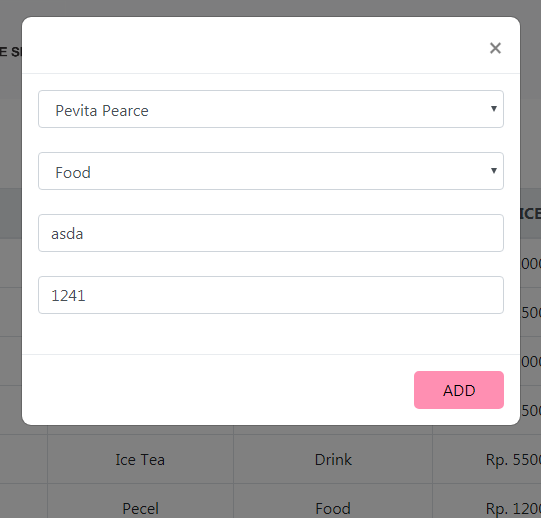 E S
×
Pevita Pearce
Food
asda
1241
ICE
000
500
000
500
ADD
Ice Tea Drink Rp. 5500
Pecel Food Rp. 1200